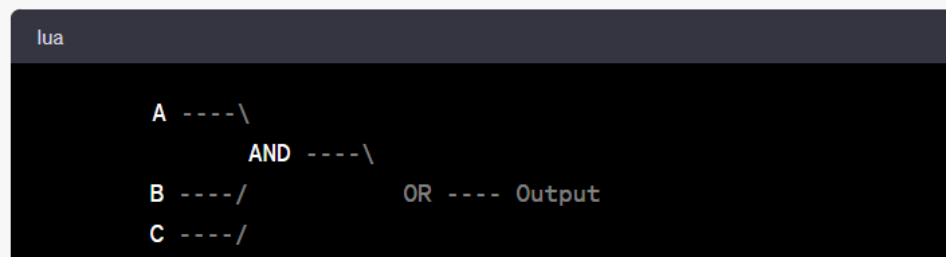 lua
A ----\
AND ----\
B ----/ OR ---- Output
C ----/